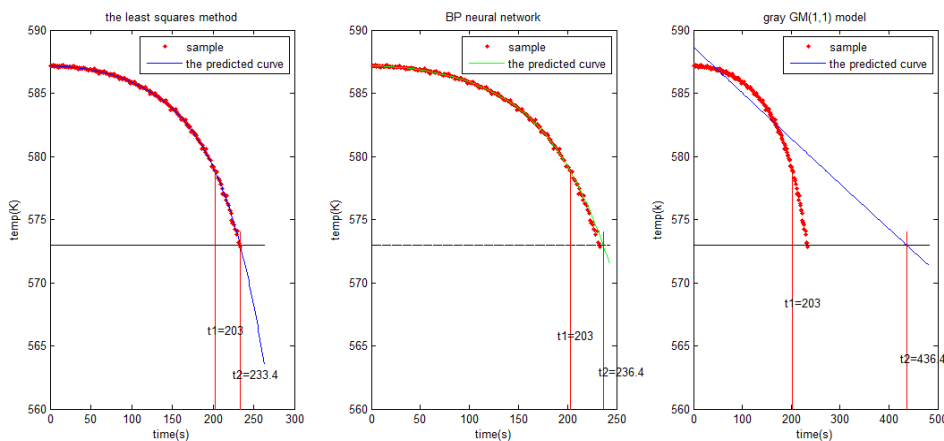 the least squares method
590
585
580
575
570
565
560
temp(K)
sample
the predicted curve
t1=203
t2=233.4
0 50 100 150 200 250 300
time(s)
BP neural network
590
585
580
575
570
565
560
temp(K)
sample
the predicted curve
t1=203
t2=236.4
0 50 100 150 200 250
time(s)
gray GM(1,1) model
590
585
580
575
570
565
560
temp(k)
sample
the predicted curve
t1=203
t2=436.4
0 100 200 300 400 500
time(s)